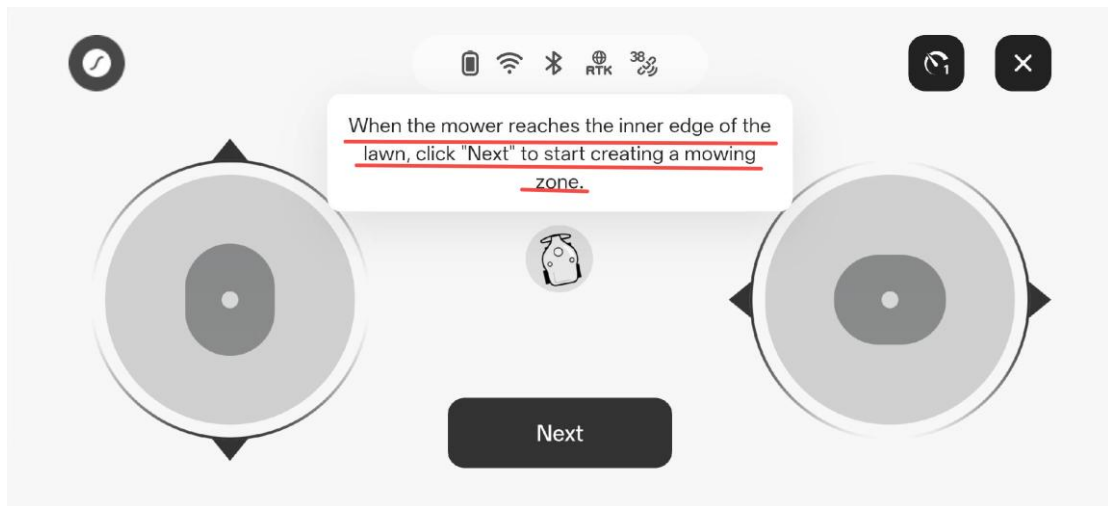 38
RTK
1
When the mower reaches the inner edge of the
lawn, click "Next" to start creating a mowing
zone.
Next